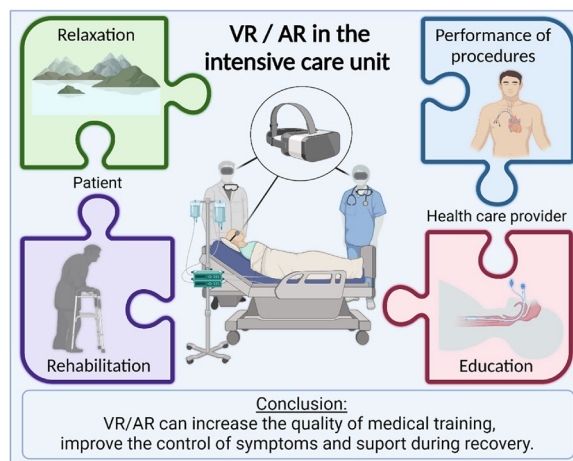 VR / AR in the
intensive care unit
Relaxation
Performance of
procedures
Patient
Health care provider
Rehabilitation
Education
Conclusion:
VR/AR can increase the quality of medical training,
improve the control of symptoms and suport during recovery.